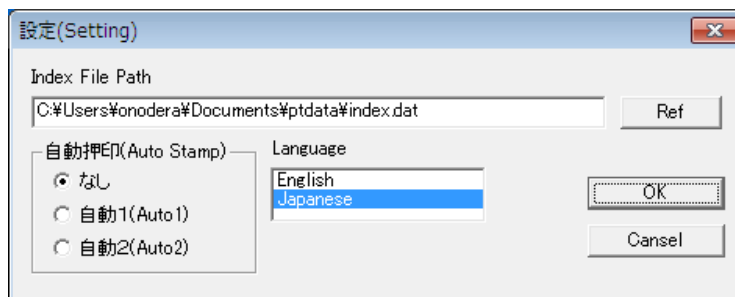 設定(Setting)
Index File Path
C:¥Users¥onodera¥Documents¥ptdata¥index.dat
Ref
自動押印(Auto Stamp)
なし
自動1(Auto1)
自動2(Auto2)
Language
English
Japanese
OK
Cansel